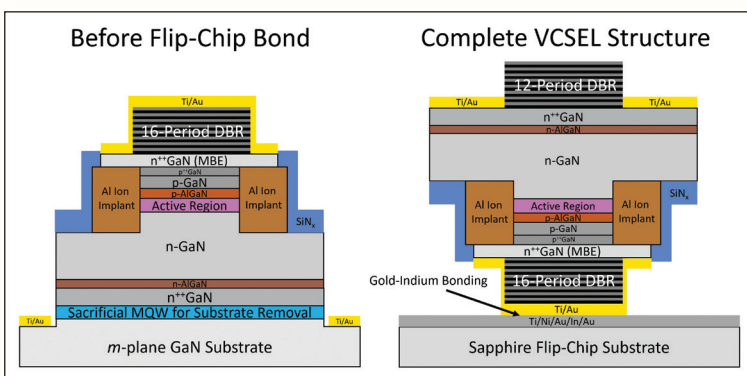 Before Flip-Chip Bond
Ti/Au
16-Period DBR
n⁺⁺GaN (MBE)
p⁺⁺GaN
p-GaN
p-AlGaN
Active Region
Al Ion
Implant
Al Ion
Implant
SiNₓ
n-GaN
n-AlGaN
n⁺⁺GaN
Sacrificial MQW for Substrate Removal
Ti/Au
Ti/Au
m-plane GaN Substrate
Complete VCSEL Structure
12-Period DBR
Ti/Au
Ti/Au
n⁺⁺GaN
n-AlGaN
n-GaN
Active Region
p-AlGaN
p-GaN
p⁺⁺GaN
Al Ion
Implant
Al Ion
Implant
SiNₓ
n⁺⁺GaN (MBE)
16-Period DBR
Gold-Indium Bonding
Ti/Au
Ti/Ni/Au/In/Au
Sapphire Flip-Chip Substrate